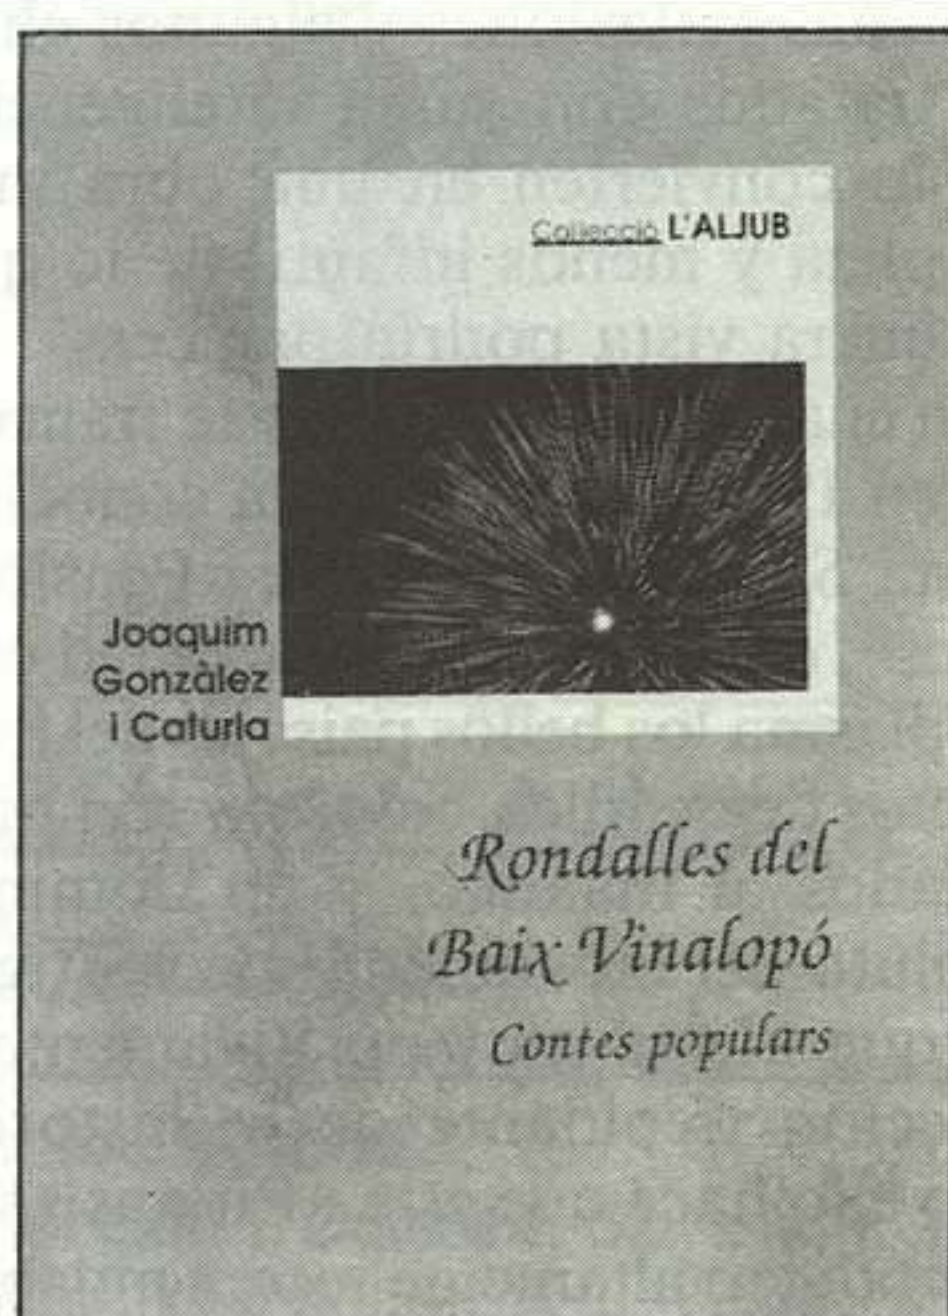 Col·lecció L'ALJUB
Joaquim
Gonzàlez
i Caturla
Rondalles del
Baix Vinalopó
Contes populars